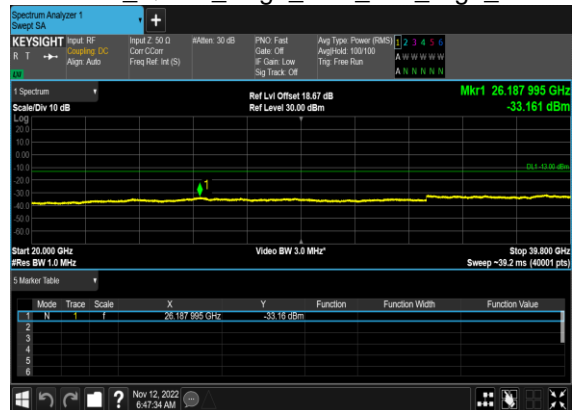 Spectrum Analyzer 1
Swept SA
+
KEYSIGHT Input: RF Input Z: 50 Ω #Atten: 30 dB PNO: Fast Avg Type: Power (RMS) 1 2 3 4 5 6
R T Coupling: DC Corr CCorr Gate: Off Avg|Hold: 100/100 A W W W W W
Align: Auto Freq Ref: Int (S) IF Gain: Low Trig: Free Run A N N N N N
Sig Track: Off
1 Spectrum Ref Lvl Offset 18.67 dB Mkr1 26.187 995 GHz
Scale/Div 10 dB Ref Level 30.00 dBm -33.161 dBm
Log
20.0
10.0
0.00
-10.0 DL1 -13.00 dBm
-20.0
-30.0 1
-40.0
-50.0
-60.0
Start 20.000 GHz Video BW 3.0 MHz* Stop 39.800 GHz
#Res BW 1.0 MHz Sweep ~39.2 ms (40001 pts)
5 Marker Table
Mode Trace Scale X Y Function Function Width Function Value
1 N 1 f 26.187 995 GHz -33.16 dBm
2
3
4
5
6
? Nov 12, 2022
6:47:34 AM